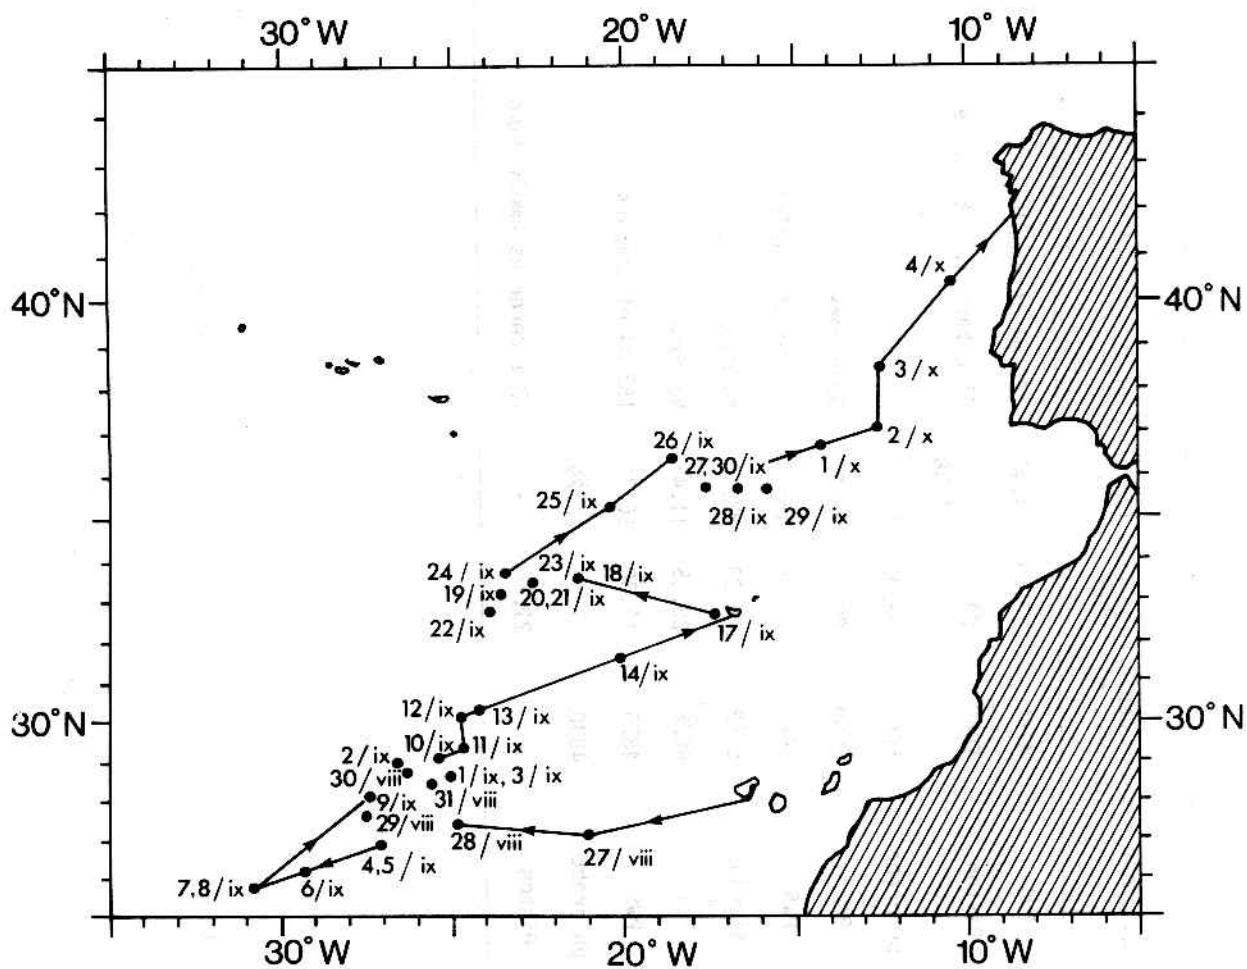 30°W 20°W 10°W
4/x
40°N 40°N
3/x
26/ix 2/x
27,30/ix 1/x
25/ix 28/ix 29/ix
24/ix 23/ix 18/ix
19/ix 20,21/ix
22/ix 17/ix
14/ix
12/ix 13/ix
30°N 30°N
10/ix 11/ix
2/ix
30/viii 1/ix, 3/ix
9/ix 31/viii
29/viii
28/viii 27/viii
4,5/ix
7,8/ix 6/ix
30°W 20°W 10°W